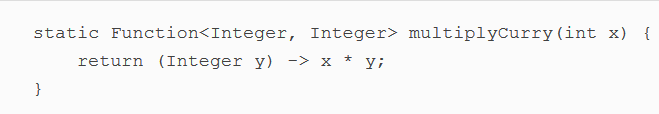 static Function<Integer, Integer> multiplyCurry(int x) {
    return (Integer y) -> x * y;
}